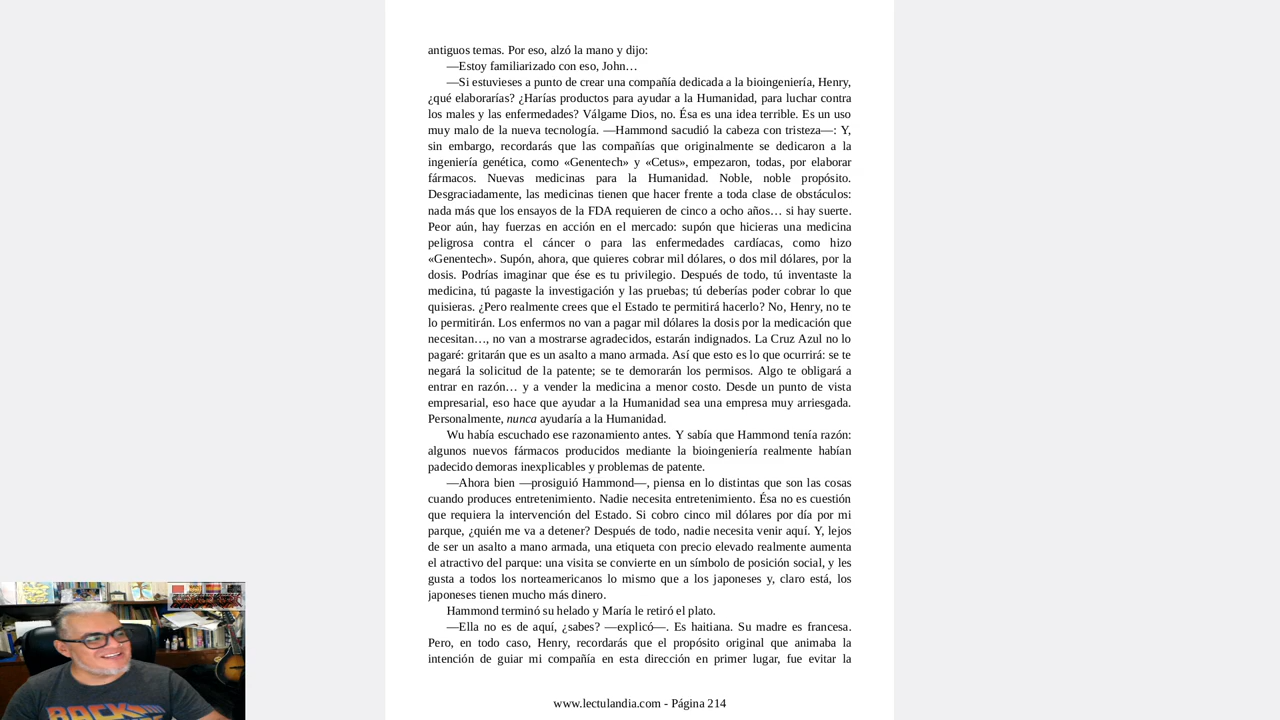 antiguos temas. Por eso, alzó la mano y dijo:
—Estoy familiarizado con eso, John…
—Si estuvieses a punto de crear una compañía dedicada a la bioingeniería, Henry,
¿qué elaborarías? ¿Harías productos para ayudar a la Humanidad, para luchar contra
los males y las enfermedades? Válgame Dios, no. Ésa es una idea terrible. Es un uso
muy malo de la nueva tecnología. —Hammond sacudió la cabeza con tristeza—: Y,
sin embargo, recordarás que las compañías que originalmente se dedicaron a la
ingeniería genética, como «Genentech» y «Cetus», empezaron, todas, por elaborar
fármacos. Nuevas medicinas para la Humanidad. Noble, noble propósito.
Desgraciadamente, las medicinas tienen que hacer frente a toda clase de obstáculos:
nada más que los ensayos de la FDA requieren de cinco a ocho años… si hay suerte.
Peor aún, hay fuerzas en acción en el mercado: supón que hicieras una medicina
peligrosa contra el cáncer o para las enfermedades cardíacas, como hizo
«Genentech». Supón, ahora, que quieres cobrar mil dólares, o dos mil dólares, por la
dosis. Podrías imaginar que ése es tu privilegio. Después de todo, tú inventaste la
medicina, tú pagaste la investigación y las pruebas; tú deberías poder cobrar lo que
quisieras. ¿Pero realmente crees que el Estado te permitirá hacerlo? No, Henry, no te
lo permitirán. Los enfermos no van a pagar mil dólares la dosis por la medicación que
necesitan…, no van a mostrarse agradecidos, estarán indignados. La Cruz Azul no lo
pagaré: gritarán que es un asalto a mano armada. Así que esto es lo que ocurrirá: se te
negará la solicitud de la patente; se te demorarán los permisos. Algo te obligará a
entrar en razón… y a vender la medicina a menor costo. Desde un punto de vista
empresarial, eso hace que ayudar a la Humanidad sea una empresa muy arriesgada.
Personalmente, nunca ayudaría a la Humanidad.
Wu había escuchado ese razonamiento antes. Y sabía que Hammond tenía razón:
algunos nuevos fármacos producidos mediante la bioingeniería realmente habían
padecido demoras inexplicables y problemas de patente.
—Ahora bien —prosiguió Hammond—, piensa en lo distintas que son las cosas
cuando produces entretenimiento. Nadie necesita entretenimiento. Ésa no es cuestión
que requiera la intervención del Estado. Si cobro cinco mil dólares por día por mi
parque, ¿quién me va a detener? Después de todo, nadie necesita venir aquí. Y, lejos
de ser un asalto a mano armada, una etiqueta con precio elevado realmente aumenta
el atractivo del parque: una visita se convierte en un símbolo de posición social, y les
gusta a todos los norteamericanos lo mismo que a los japoneses y, claro está, los
japoneses tienen mucho más dinero.
Hammond terminó su helado y María le retiró el plato.
—Ella no es de aquí, ¿sabes? —explicó—. Es haitiana. Su madre es francesa.
Pero, en todo caso, Henry, recordarás que el propósito original que animaba la
intención de guiar mi compañía en esta dirección en primer lugar, fue evitar la
www.lectulandia.com - Página 214